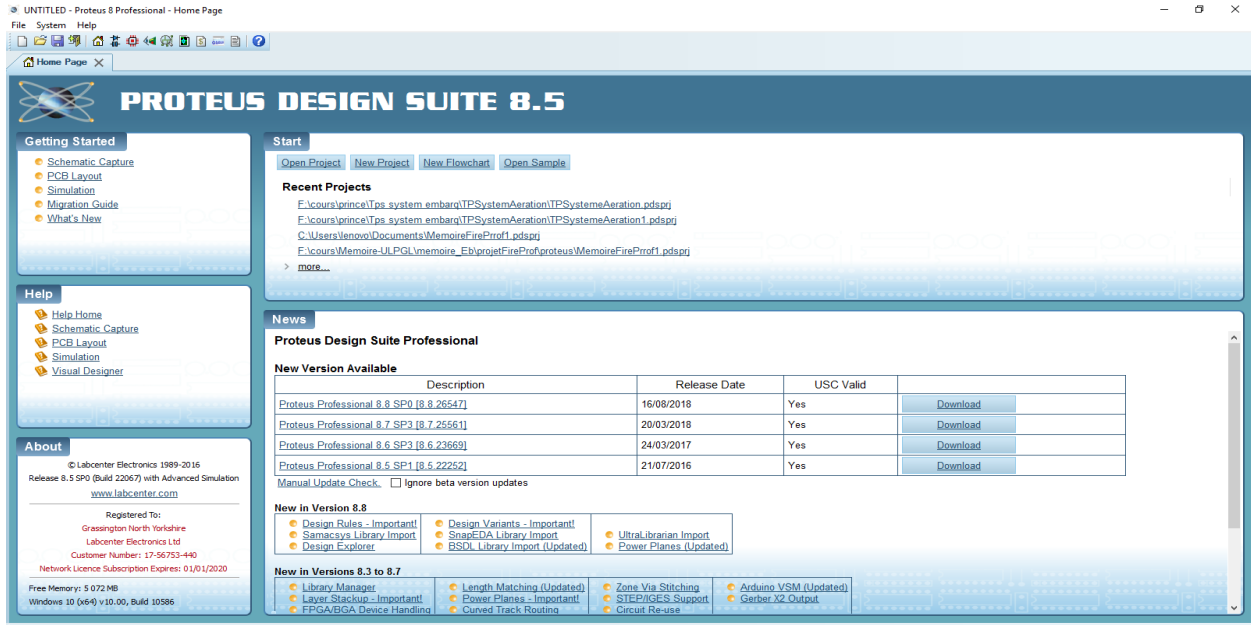 UNTITLED - Proteus 8 Professional - Home Page
File System Help
Home Page
PROTEUS DESIGN SUITE 8.5
Getting Started
Schematic Capture
PCB Layout
Simulation
Migration Guide
What's New
Help
Help Home
Schematic Capture
PCB Layout
Simulation
Visual Designer
About
© Labcenter Electronics 1989-2016
Release 8.5 SP0 (Build 22067) with Advanced Simulation
www.labcenter.com
Registered To:
Grassington North Yorkshire
Labcenter Electronics Ltd
Customer Number: 17-56753-440
Network Licence Subscription Expires: 01/01/2020
Free Memory: 5 072 MB
Windows 10 (x64) v10.00, Build 10586
Start
Open Project New Project New Flowchart Open Sample
Recent Projects
F:\cours\prince\Tps system embarq\TPSystemAeration\TPSystemeAeration.pdsprj
F:\cours\prince\Tps system embarq\TPSystemAeration\TPSystemeAeration1.pdsprj
C:\Users\lenovo\Documents\MemoireFirePrrof1.pdsprj
F:\cours\Memoire-ULPGL\memoire_Eb\projetFireProf\proteus\MemoireFirePrrof1.pdsprj
more...
News
Proteus Design Suite Professional
New Version Available
Description Release Date USC Valid
Proteus Professional 8.8 SP0 [8.8.26547] 16/08/2018 Yes Download
Proteus Professional 8.7 SP3 [8.7.25561] 20/03/2018 Yes Download
Proteus Professional 8.6 SP3 [8.6.23669] 24/03/2017 Yes Download
Proteus Professional 8.5 SP1 [8.5.22252] 21/07/2016 Yes Download
Manual Update Check. Ignore beta version updates
New in Version 8.8
Design Rules - Important! Design Variants - Important!
Samacsys Library Import SnapEDA Library Import UltraLibrarian Import
Design Explorer BSDL Library Import (Updated) Power Planes (Updated)
New in Versions 8.3 to 8.7
Library Manager Length Matching (Updated) Zone Via Stitching Arduino VSM (Updated)
Layer Stackup - Important! Power Planes - Important! STEP/IGES Support Gerber X2 Output
FPGA/BGA Device Handling Curved Track Routing Circuit Re-use